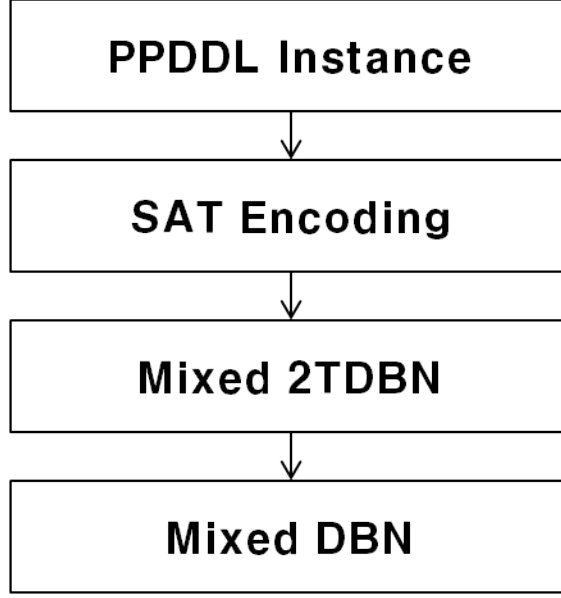 PPDDL Instance
SAT Encoding
Mixed 2TDBN
Mixed DBN